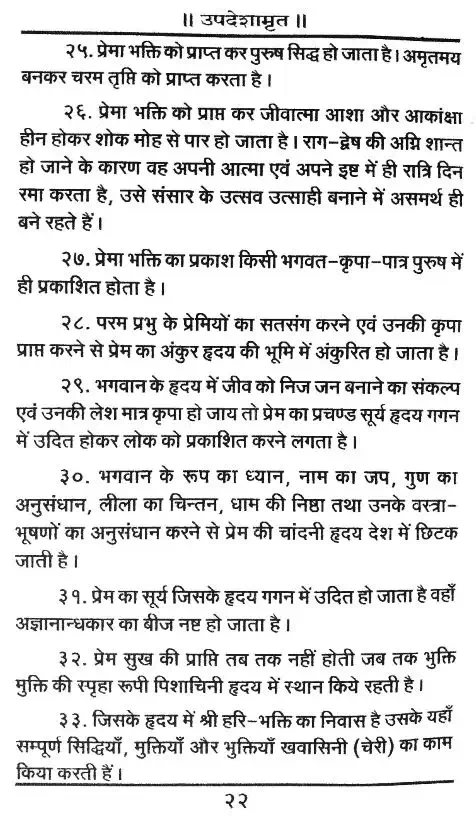 ॥ उपदेशामृत ॥
२५. प्रेमा भक्ति को प्राप्त कर पुरुष सिद्ध हो जाता है। अमृतमय
बनकर चरम तृप्ति को प्राप्त करता है।
२६. प्रेमा भक्ति को प्राप्त कर जीवात्मा आशा और आकांक्षा
हीन होकर शोक मोह से पार हो जाता है। राग-द्वेष की अग्नि शान्त
हो जाने के कारण वह अपनी आत्मा एवं अपने इष्ट में ही रात्रि दिन
रमा करता है, उसे संसार के उत्सव उत्साही बनाने में असमर्थ ही
बने रहते हैं।
२७. प्रेमा भक्ति का प्रकाश किसी भगवत-कृपा-पात्र पुरुष में
ही प्रकाशित होता है।
२८. परम प्रभु के प्रेमियों का सतसंग करने एवं उनकी कृपा
प्राप्त करने से प्रेम का अंकुर हृदय की भूमि में अंकुरित हो जाता है।
२९. भगवान के हृदय में जीव को निज जन बनाने का संकल्प
एवं उनकी लेश मात्र कृपा हो जाय तो प्रेम का प्रचण्ड सूर्य हृदय गगन
में उदित होकर लोक को प्रकाशित करने लगता है।
३०. भगवान के रूप का ध्यान, नाम का जप, गुण का
अनुसंधान, लीला का चिन्तन, धाम की निष्ठा तथा उनके वस्त्रा-
भूषणों का अनुसंधान करने से प्रेम की चांदनी हृदय देश में छिटक
जाती है।
३१. प्रेम का सूर्य जिसके हृदय गगन में उदित हो जाता है वहाँ
अज्ञानान्धकार का बीज नष्ट हो जाता है।
३२. प्रेम सुख की प्राप्ति तब तक नहीं होती जब तक भुक्ति
मुक्ति की स्पृहा रूपी पिशाचिनी हृदय में स्थान किये रहती है।
३३. जिसके हृदय में श्री हरि-भक्ति का निवास है उसके यहाँ
सम्पूर्ण सिद्धियाँ, मुक्तियाँ और भुक्तियाँ खवासिनी (चेरी) का काम
किया करती हैं।
२२